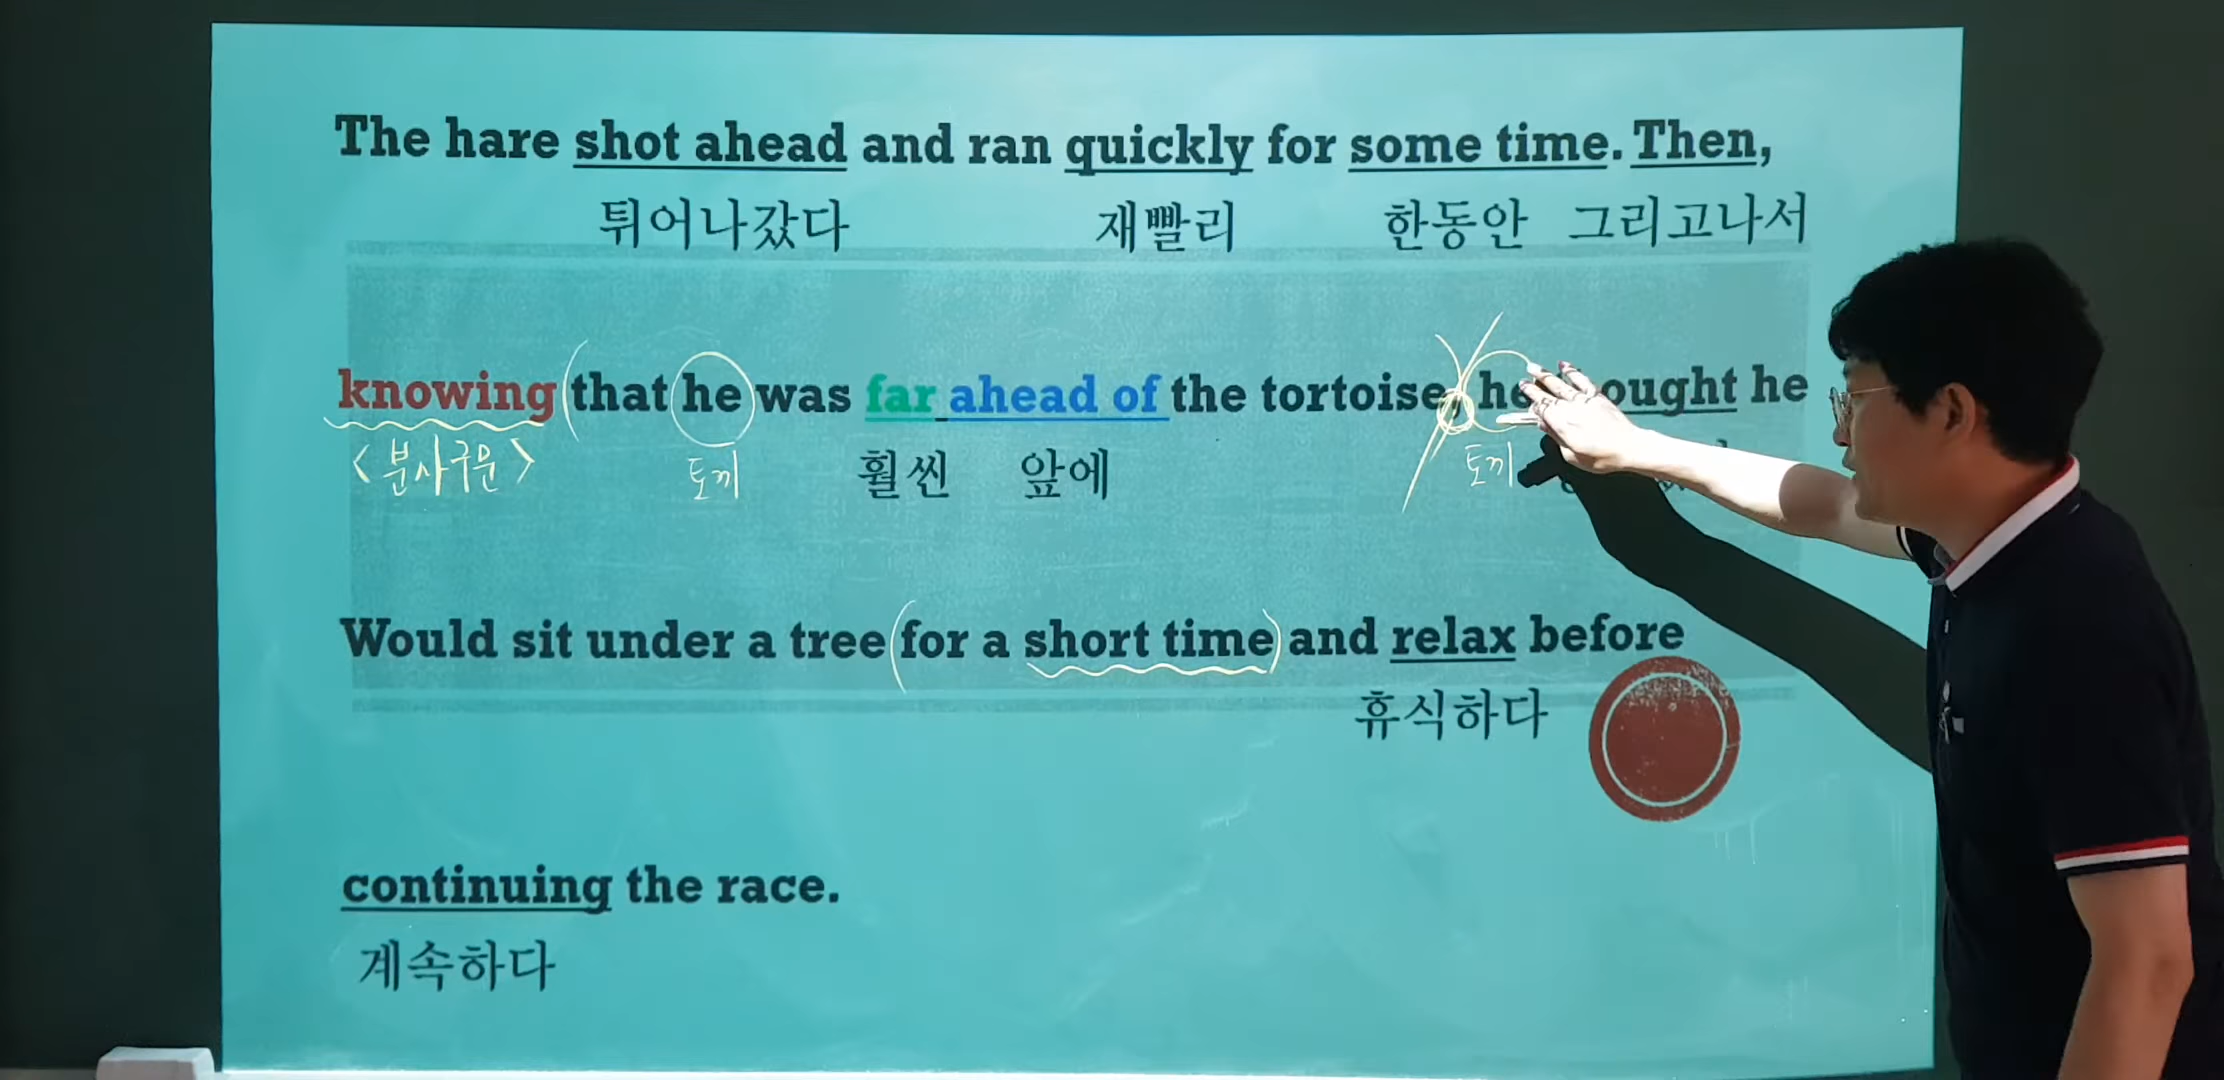 The hare shot ahead and ran quickly for some time. Then,
튀어나갔다 재빨리 한동안 그리고나서
knowing (that he was far ahead of the tortoise, he ought he
<분사구문> 토끼 훨씬 앞에 토끼
Would sit under a tree (for a short time) and relax before
휴식하다
continuing the race.
계속하다